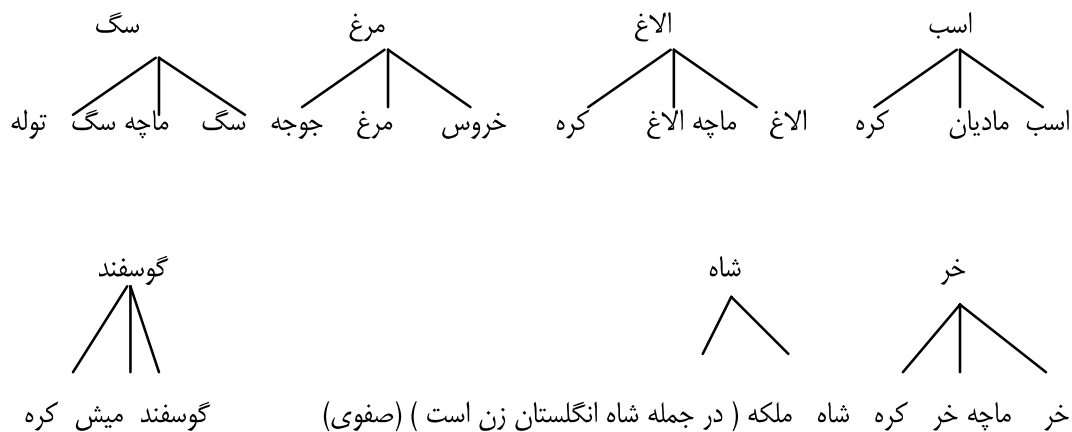 اسب الاغ مرغ سگ
اسب مادیان کره الاغ ماچه الاغ کره خروس مرغ جوجه سگ ماچه سگ توله
خر شاه گوسفند
خر ماچه خر کره شاه ملکه ( در جمله شاه انگلستان زن است ) (صفوی) گوسفند میش کره